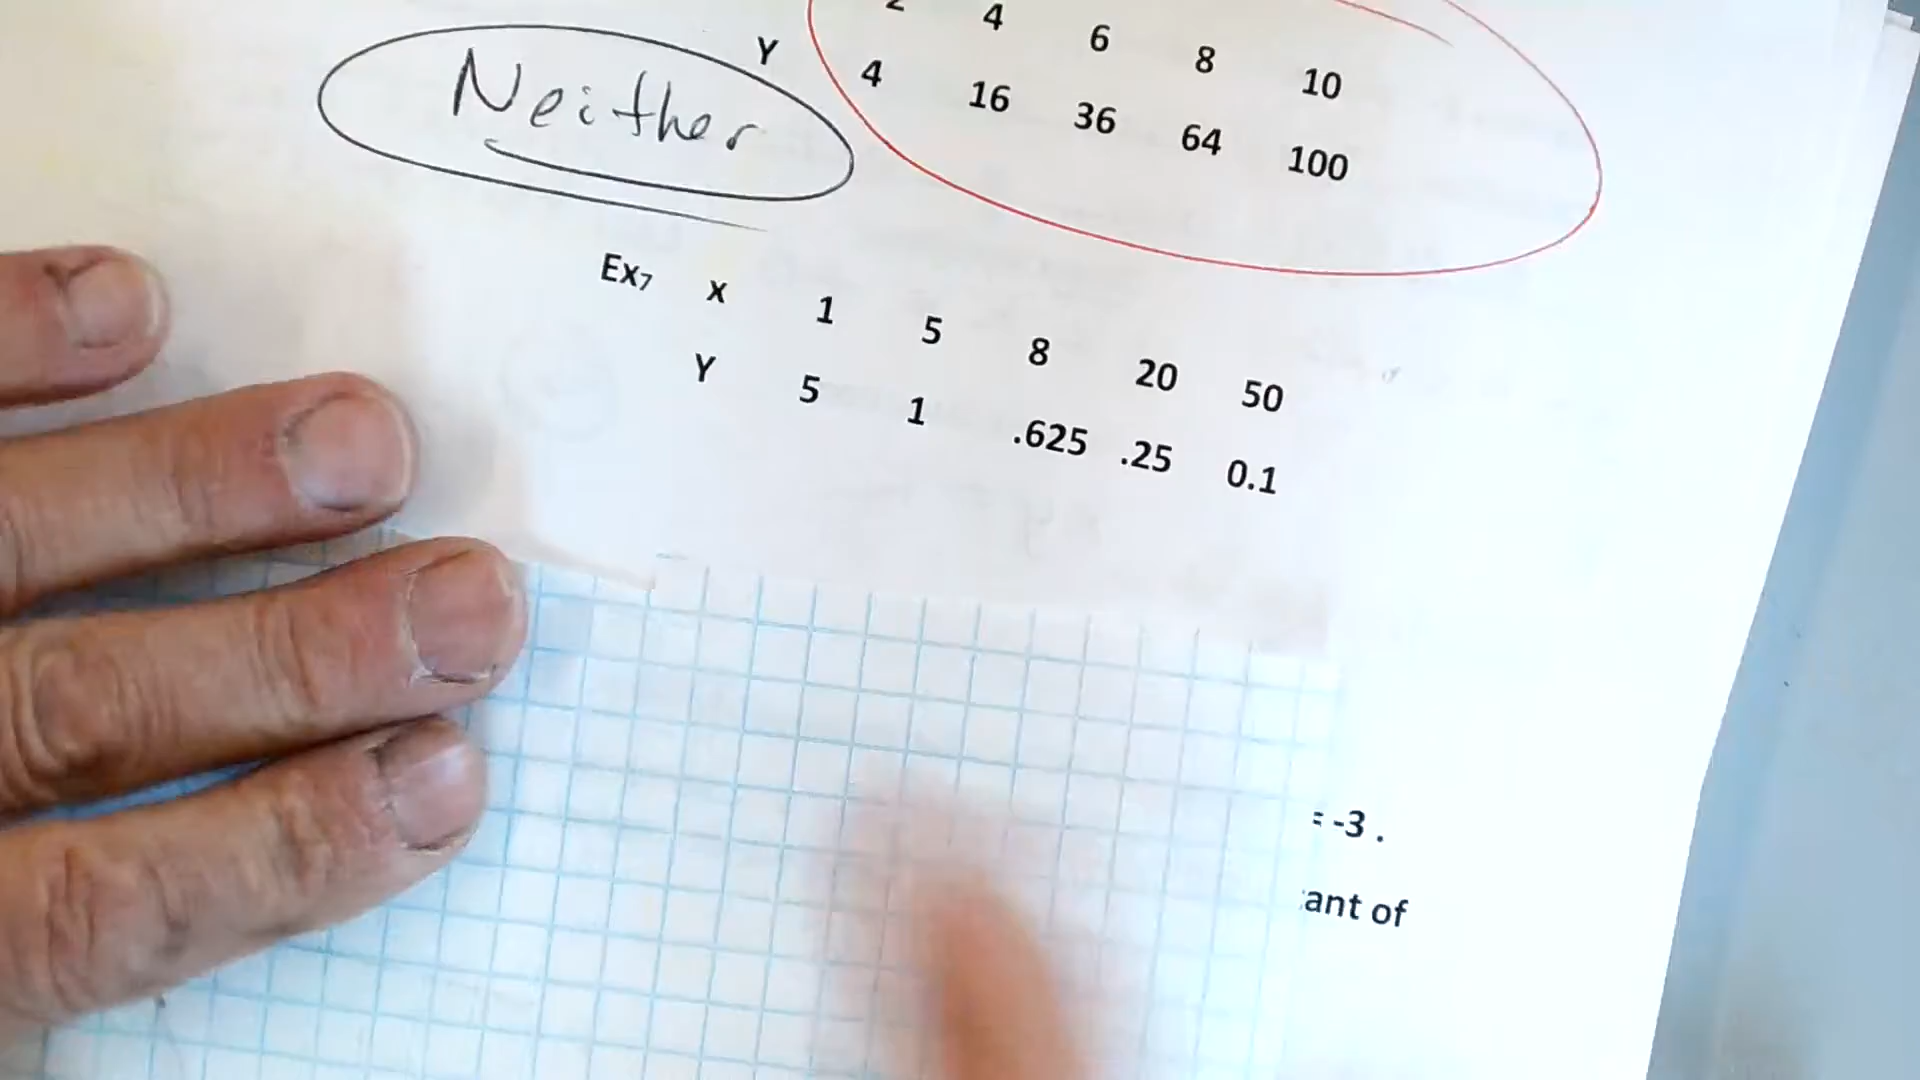 2 4 6 8 10
Y 4 16 36 64 100
Neither
Ex7 x 1 5 8 20 50
Y 5 1 .625 .25 0.1
= -3 .
ant of